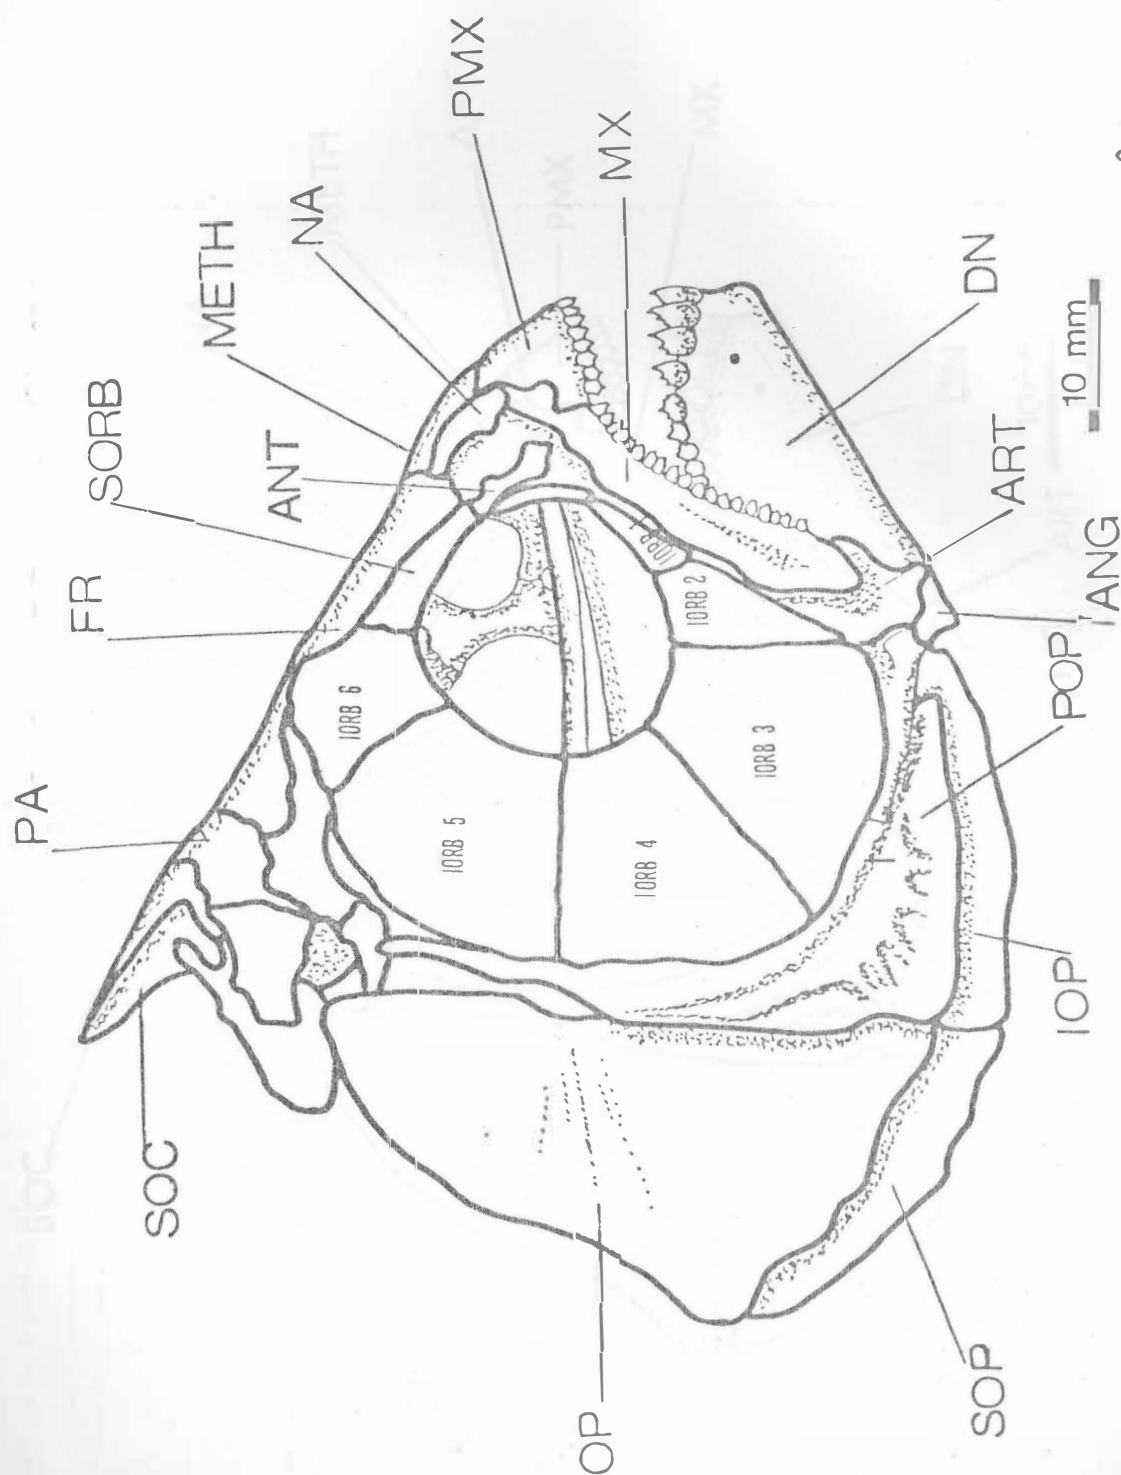 PMX
NA
METH
MX
SORB
ANT
FR
PA
DN
10 mm
ART
ANG
POP
IOP
SOP
OP
SOC
IORB 2
IORB 3
IORB 4
IORB 5
IORB 6